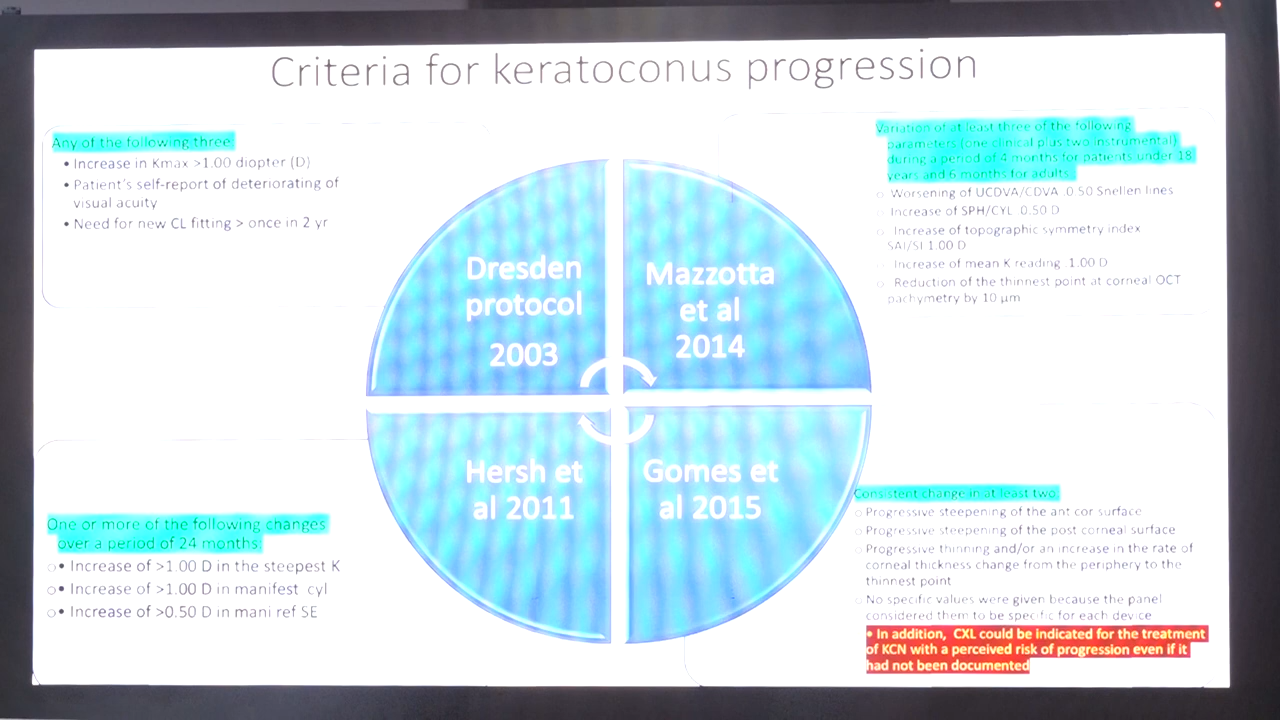 Criteria for keratoconus progression
Any of the following three:
• Increase in Kmax >1.00 diopter (D)
• Patient's self-report of deteriorating of
visual acuity
• Need for new CL fitting > once in 2 yr
Variation of at least three of the following
parameters (one clinical plus two instrumental)
during a period of 4 months for patients under 18
years and 6 months for adults:
○ Worsening of UCDVA/CDVA .0.50 Snellen lines
○ Increase of SPH/CYL .0.50 D
○ Increase of topographic symmetry index
SAI/SI.1.00 D
○ Increase of mean K reading .1.00 D
○ Reduction of the thinnest point at corneal OCT
pachymetry by 10 µm
Dresden
protocol
2003
Mazzotta
et al
2014
Hersh et
al 2011
Gomes et
al 2015
One or more of the following changes
over a period of 24 months:
○• Increase of >1.00 D in the steepest K
○• Increase of >1.00 D in manifest cyl
○• Increase of >0.50 D in mani ref SE
Consistent change in at least two:
○ Progressive steepening of the ant cor surface
○ Progressive steepening of the post corneal surface
○ Progressive thinning and/or an increase in the rate of
corneal thickness change from the periphery to the
thinnest point
○ No specific values were given because the panel
considered them to be specific for each device
• In addition, CXL could be indicated for the treatment
of KCN with a perceived risk of progression even if it
had not been documented